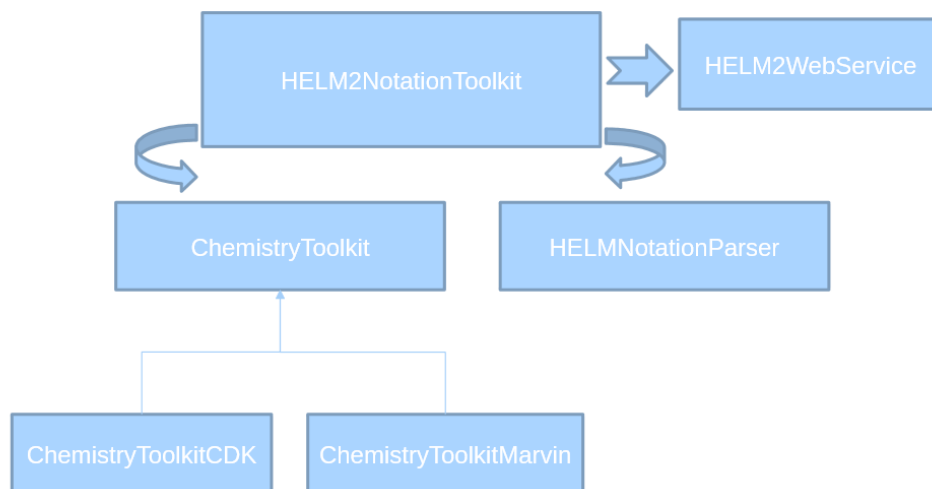 HELM2NotationToolkit
HELM2WebService
ChemistryToolkit
HELMNotationParser
ChemistryToolkitCDK
ChemistryToolkitMarvin